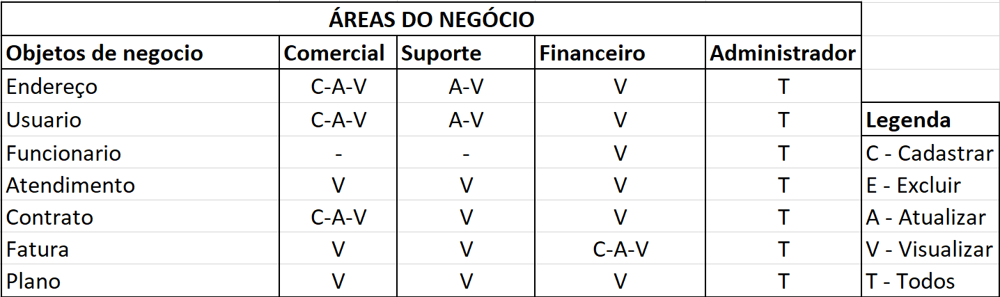 ÁREAS DO NEGÓCIO
Objetos de negocio Comercial Suporte Financeiro Administrador
Endereço C-A-V A-V V T
Usuario C-A-V A-V V T Legenda
Funcionario - - V T C - Cadastrar
Atendimento V V V T E - Excluir
Contrato C-A-V V V T A - Atualizar
Fatura V V C-A-V T V - Visualizar
Plano V V V T T - Todos